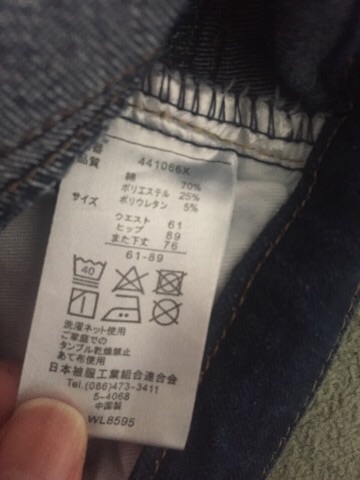 品質
441086X
綿 70%
ポリエステル 25%
ポリウレタン 5%
サイズ
ウエスト 61
ヒップ 89
また下丈 76
61-89
40
洗濯ネット使用
ご家庭での
タンブル乾燥禁止
あて布使用
日本被服工業組合連合会
Tel.(086)473-3411
5-4068
中国製
WL8595